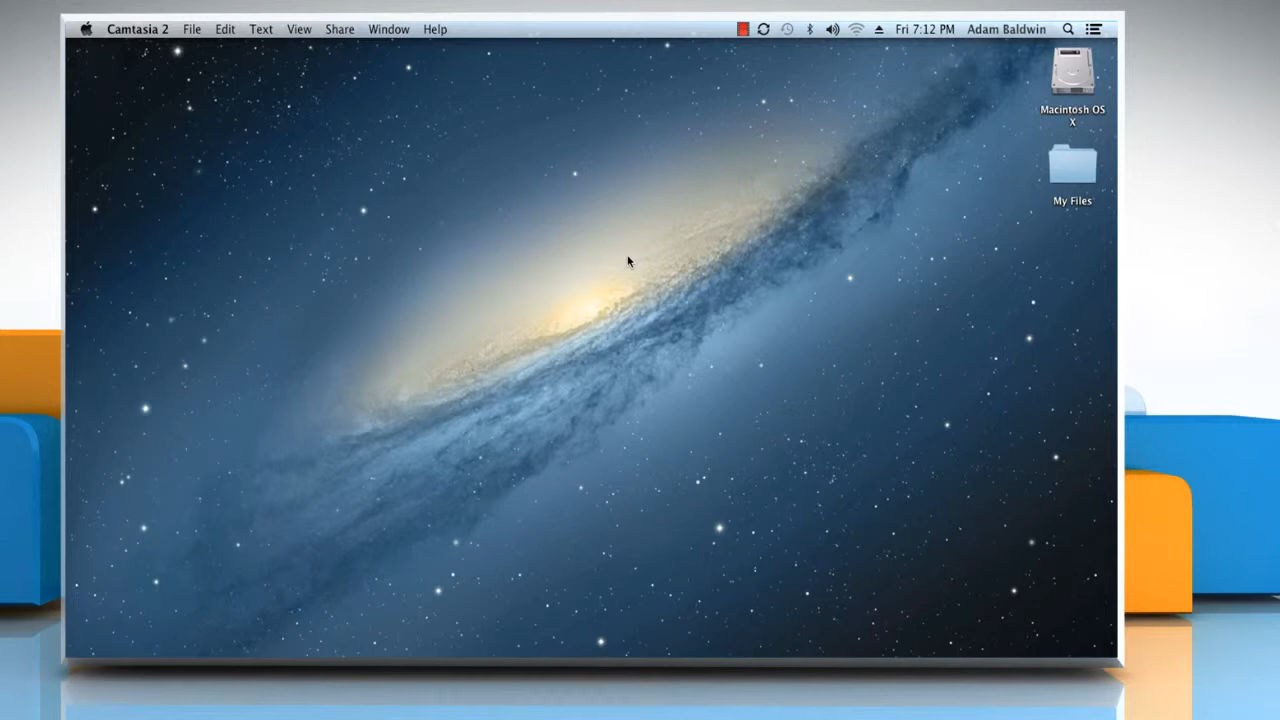 Camtasia 2 File Edit Text View Share Window Help Fri 7:12 PM Adam Baldwin
Macintosh OS
X
My Files